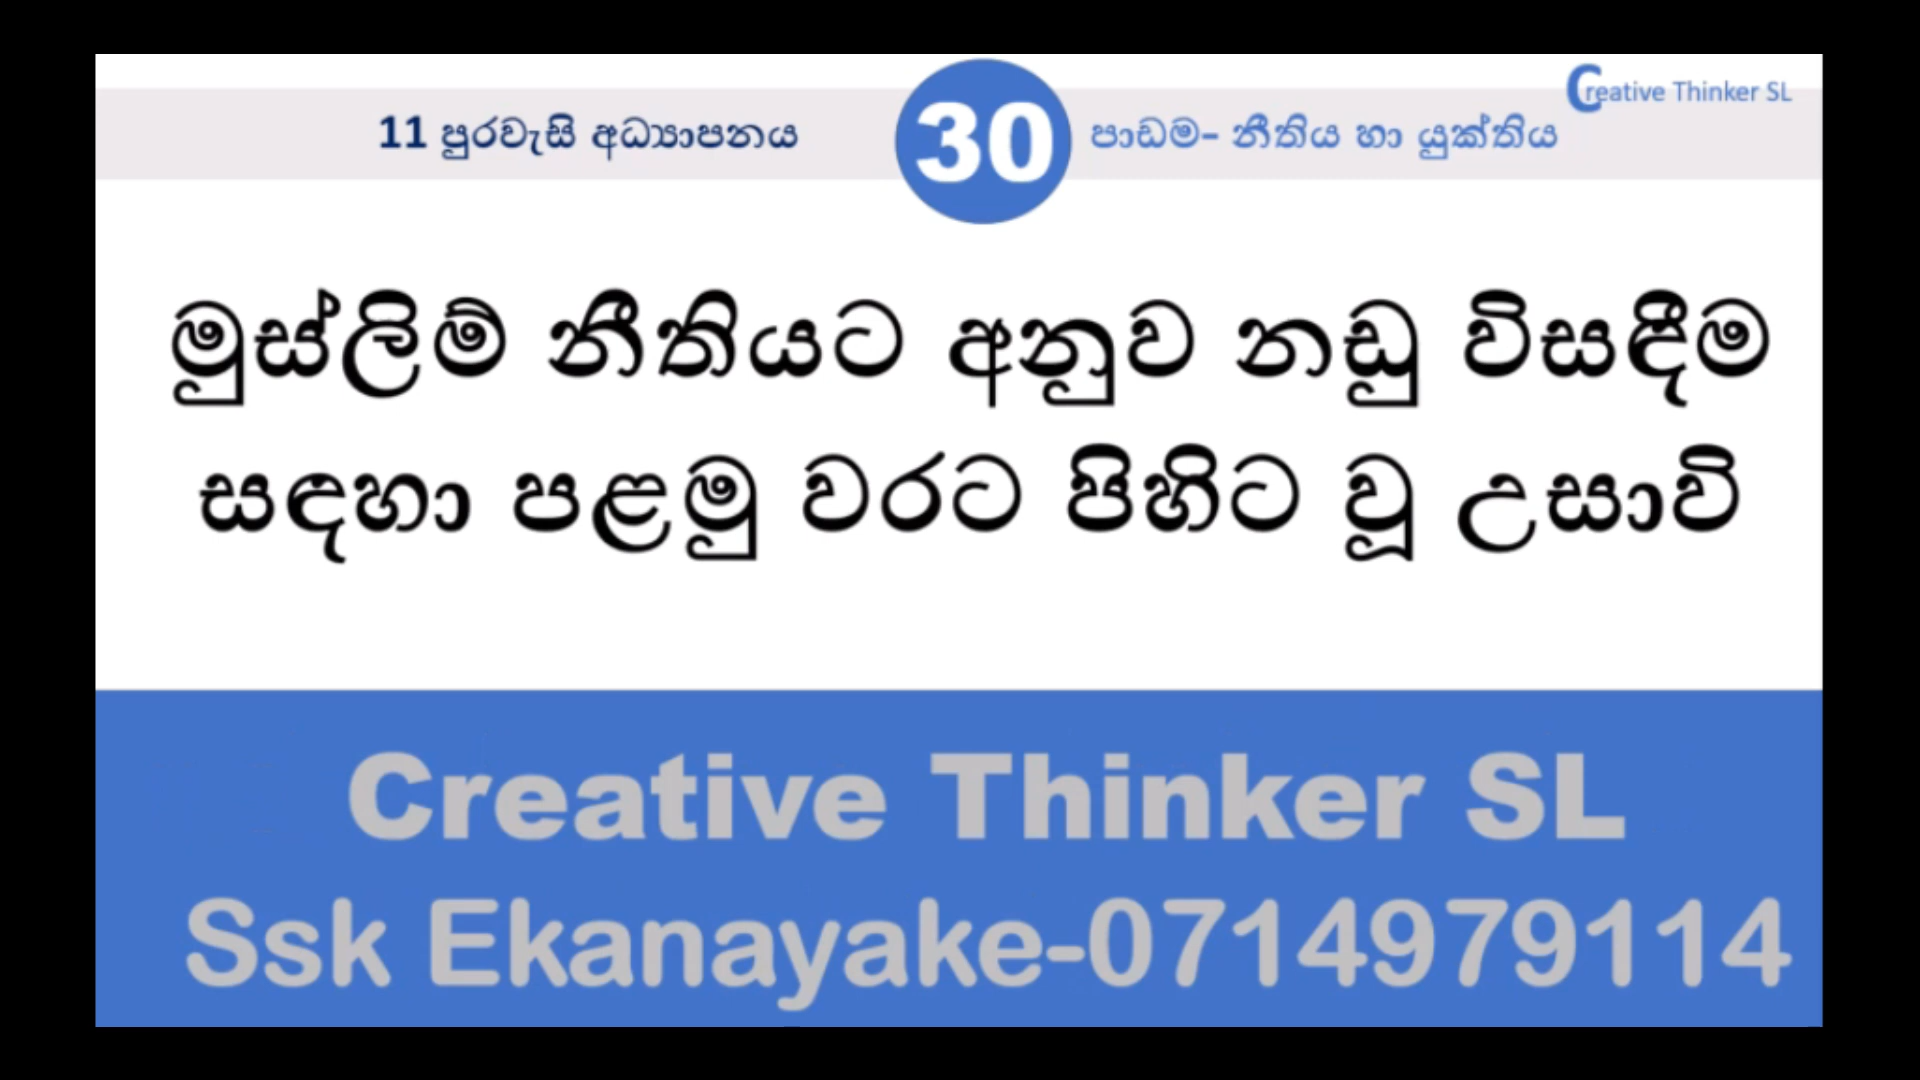 Creative Thinker SL
11 පුරවැසි අධ්‍යාපනය
30
පාඩම- නීතිය හා යුක්තිය
මුස්ලිම් නීතියට අනුව නඩු විසඳීම
සඳහා පළමු වරට පිහිට වූ උසාවි
Creative Thinker SL
Ssk Ekanayake-0714979114